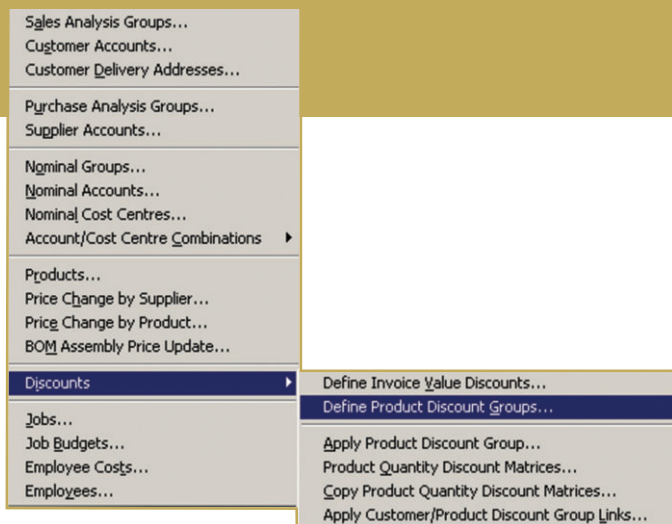 Sales Analysis Groups...
Customer Accounts...
Customer Delivery Addresses...
Purchase Analysis Groups...
Supplier Accounts...
Nominal Groups...
Nominal Accounts...
Nominal Cost Centres...
Account/Cost Centre Combinations
Products...
Price Change by Supplier...
Price Change by Product...
BOM Assembly Price Update...
Discounts
Jobs...
Job Budgets...
Employee Costs...
Employees...
Define Invoice Value Discounts...
Define Product Discount Groups...
Apply Product Discount Group...
Product Quantity Discount Matrices...
Copy Product Quantity Discount Matrices...
Apply Customer/Product Discount Group Links...